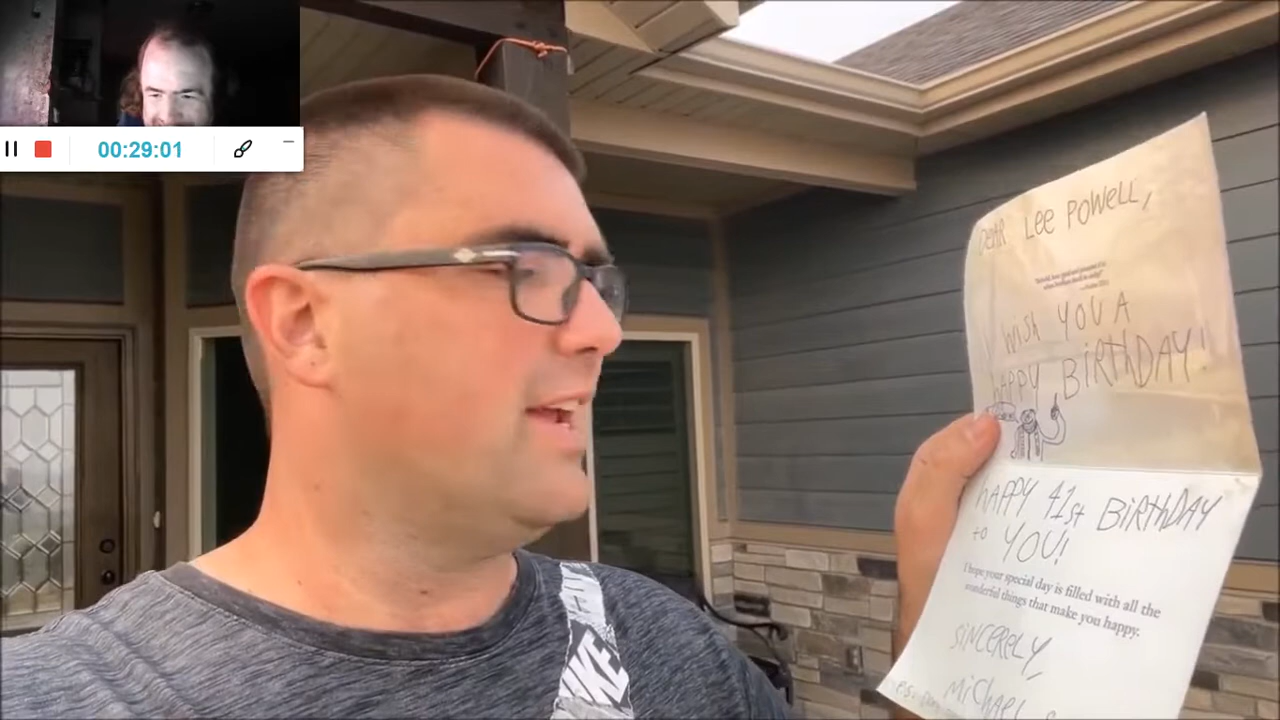 00:29:01
DEAR LEE POWELL,
I WISH YOU A
HAPPY BIRTHDAY!
HAPPY 41st BIRTHDAY
to YOU!
I hope your special day is filled with all the
wonderful things that make you happy.
SINCERELY,
MICHAEL
P.S.
NIKE